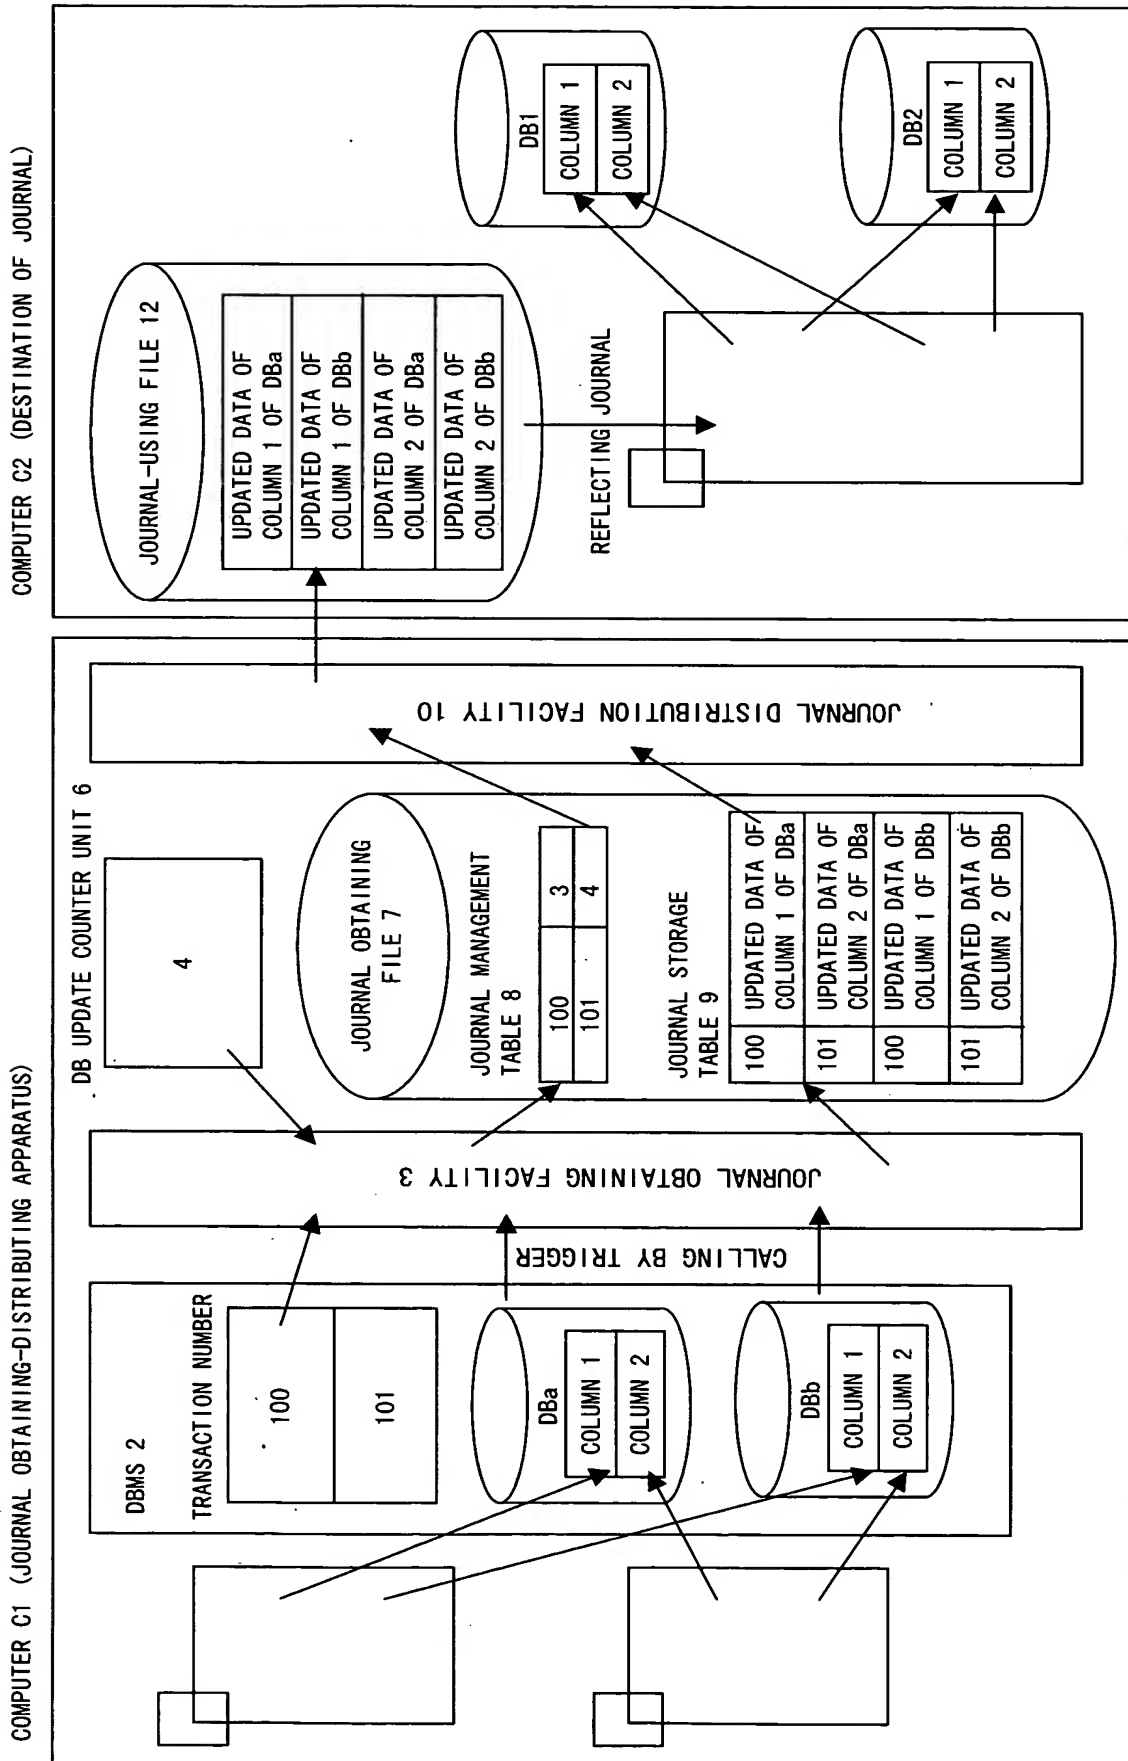 COMPUTER C1 (JOURNAL OBTAINING-DISTRIBUTING APPARATUS)
DBMS 2
TRANSACTION NUMBER
100
101
DBa
COLUMN 1
COLUMN 2
DBb
COLUMN 1
COLUMN 2
CALLING BY TRIGGER
JOURNAL OBTAINING FACILITY 3
DB UPDATE COUNTER UNIT 6
4
JOURNAL OBTAINING
FILE 7
JOURNAL MANAGEMENT
TABLE 8
100 3
101 4
JOURNAL STORAGE
TABLE 9
100 UPDATED DATA OF
COLUMN 1 OF DBa
101 UPDATED DATA OF
COLUMN 2 OF DBa
100 UPDATED DATA OF
COLUMN 1 OF DBb
101 UPDATED DATA OF
COLUMN 2 OF DBb
JOURNAL DISTRIBUTION FACILITY 10
COMPUTER C2 (DESTINATION OF JOURNAL)
JOURNAL-USING FILE 12
UPDATED DATA OF
COLUMN 1 OF DBa
UPDATED DATA OF
COLUMN 1 OF DBb
UPDATED DATA OF
COLUMN 2 OF DBa
UPDATED DATA OF
COLUMN 2 OF DBb
REFLECTING JOURNAL
DB1
COLUMN 1
COLUMN 2
DB2
COLUMN 1
COLUMN 2